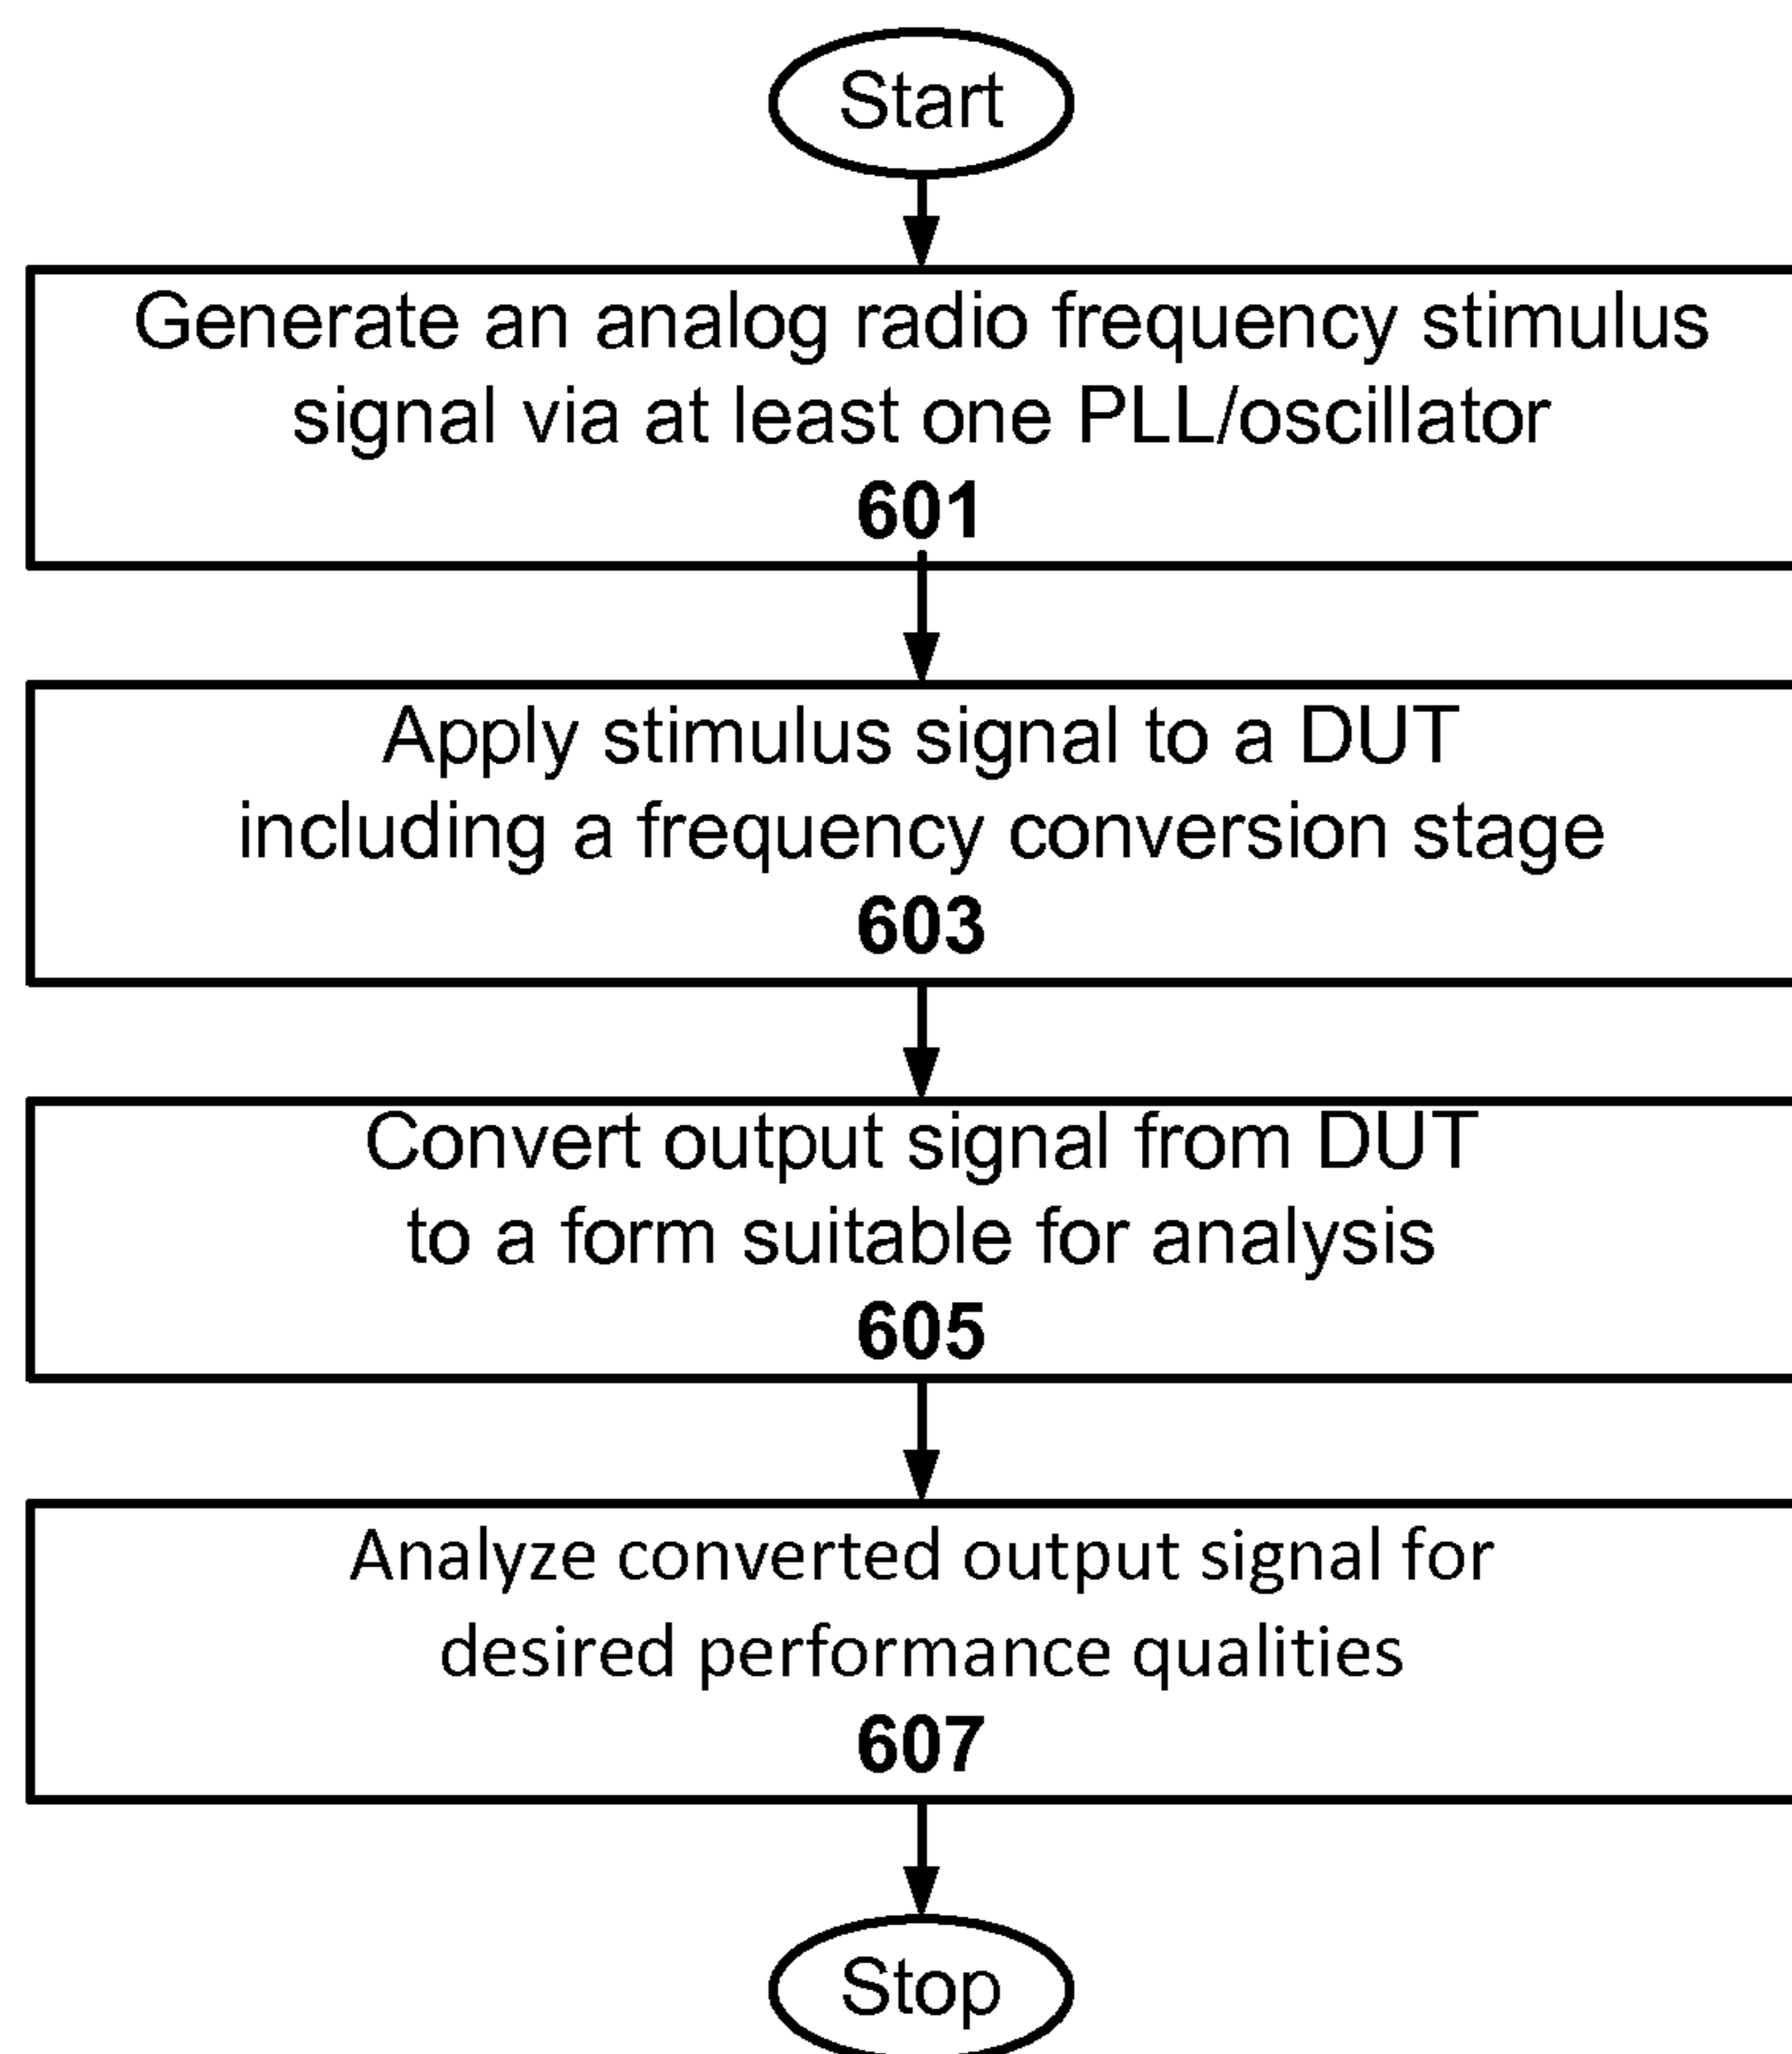 Start
Generate an analog radio frequency stimulus
signal via at least one PLL/oscillator
601
Apply stimulus signal to a DUT
including a frequency conversion stage
603
Convert output signal from DUT
to a form suitable for analysis
605
Analyze converted output signal for
desired performance qualities
607
Stop